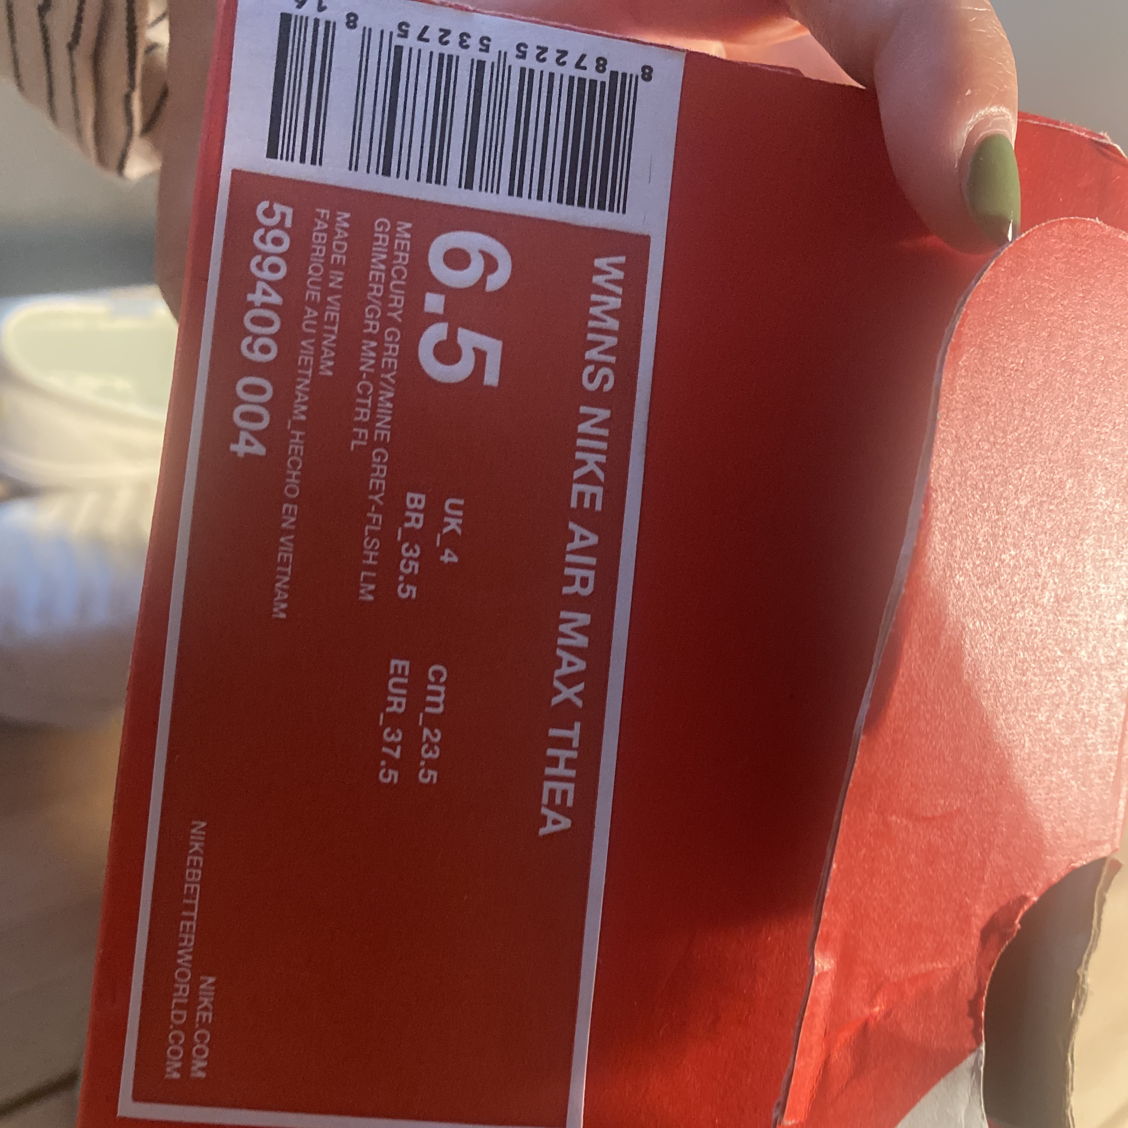 WMNS NIKE AIR MAX THEA
8 87225 53275 8
6.5
UK_4 cm_23.5
BR_35.5 EUR_37.5
MERCURY GREY/MINE GREY-FLSH LM
GRIMER/GR MN-CTR FL
MADE IN VIETNAM
FABRIQUE AU VIETNAM_HECHO EN VIETNAM
599409 004
NIKE.COM
NIKEBETTERWORLD.COM